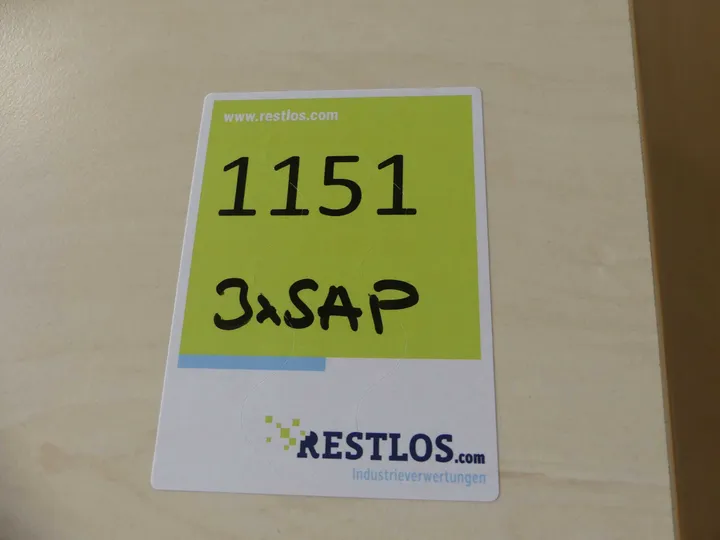 www.restlos.com
1151
3xSAP
RESTLOS.com
Industrieverwertungen